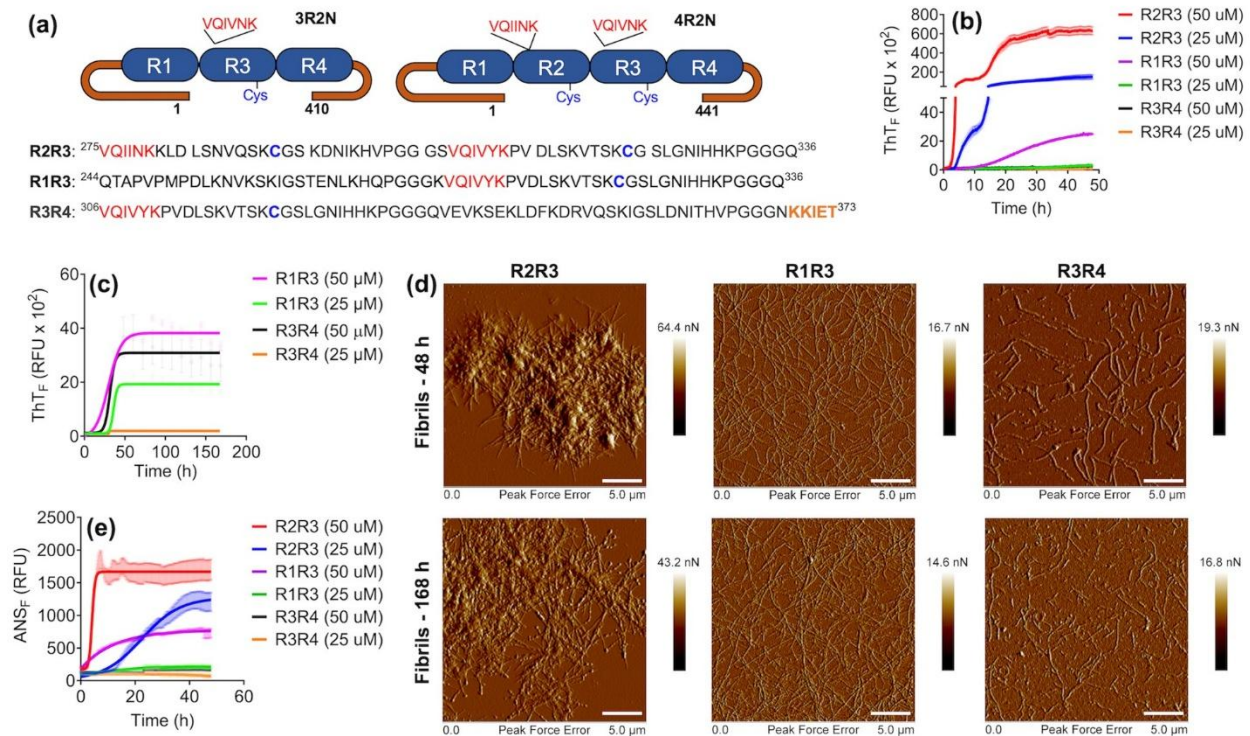 (a)
3R2N
4R2N
VQIVNK
VQIINK
VQIVNK
R1 R3 R4
R1 R2 R3 R4
Cys
Cys Cys
1 410
1 441
R2R3: 275VQIINKKLD LSNVQSKCGS KDNIKHVPGG GSVQIVYKPV DLSKVTSKCG SLGNIHHKPGGGQ336
R1R3: 244QTAPVPMPDLKNVKSKIGSTENLKHQPGGGKVQIVYKPVDLSKVTSKCGSLGNIHHKPGGGQ336
R3R4: 306VQIVYKPVDLSKVTSKCGSLGNIHHKPGGGQVEVKSEKLDFKDRVQSKIGSLDNITHVPGGGNKKIET373
(b)
ThTF (RFU x 10²)
800
600
400
200
40
20
0
0 10 20 30 40 50
Time (h)
R2R3 (50 uM)
R2R3 (25 uM)
R1R3 (50 uM)
R1R3 (25 uM)
R3R4 (50 uM)
R3R4 (25 uM)
(c)
ThTF (RFU x 10²)
60
40
20
0
0 50 100 150 200
Time (h)
R1R3 (50 µM)
R1R3 (25 µM)
R3R4 (50 µM)
R3R4 (25 µM)
(d)
R2R3
R1R3
R3R4
Fibrils - 48 h
64.4 nN
16.7 nN
19.3 nN
0.0 Peak Force Error 5.0 µm
0.0 Peak Force Error 5.0 µm
0.0 Peak Force Error 5.0 µm
Fibrils - 168 h
43.2 nN
14.6 nN
16.8 nN
0.0 Peak Force Error 5.0 µm
0.0 Peak Force Error 5.0 µm
0.0 Peak Force Error 5.0 µm
(e)
ANSF (RFU)
2500
2000
1500
1000
500
0
0 20 40 60
Time (h)
R2R3 (50 uM)
R2R3 (25 uM)
R1R3 (50 uM)
R1R3 (25 uM)
R3R4 (50 uM)
R3R4 (25 uM)